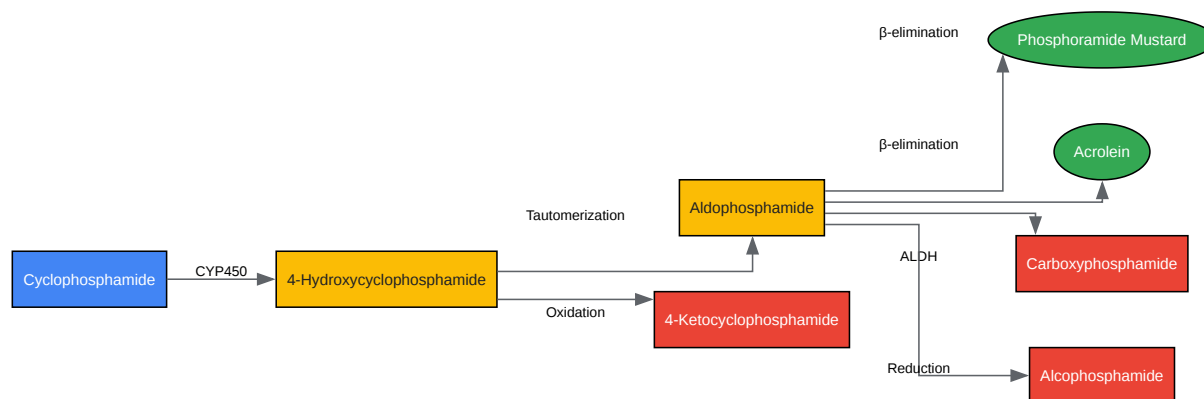 β-elimination
Phosphoramide Mustard
β-elimination
Acrolein
Aldophosphamide
Tautomerization
ALDH
Carboxyphosphamide
Cyclophosphamide
CYP450
4-Hydroxycyclophosphamide
Oxidation
4-Ketocyclophosphamide
Reduction
Alcophosphamide